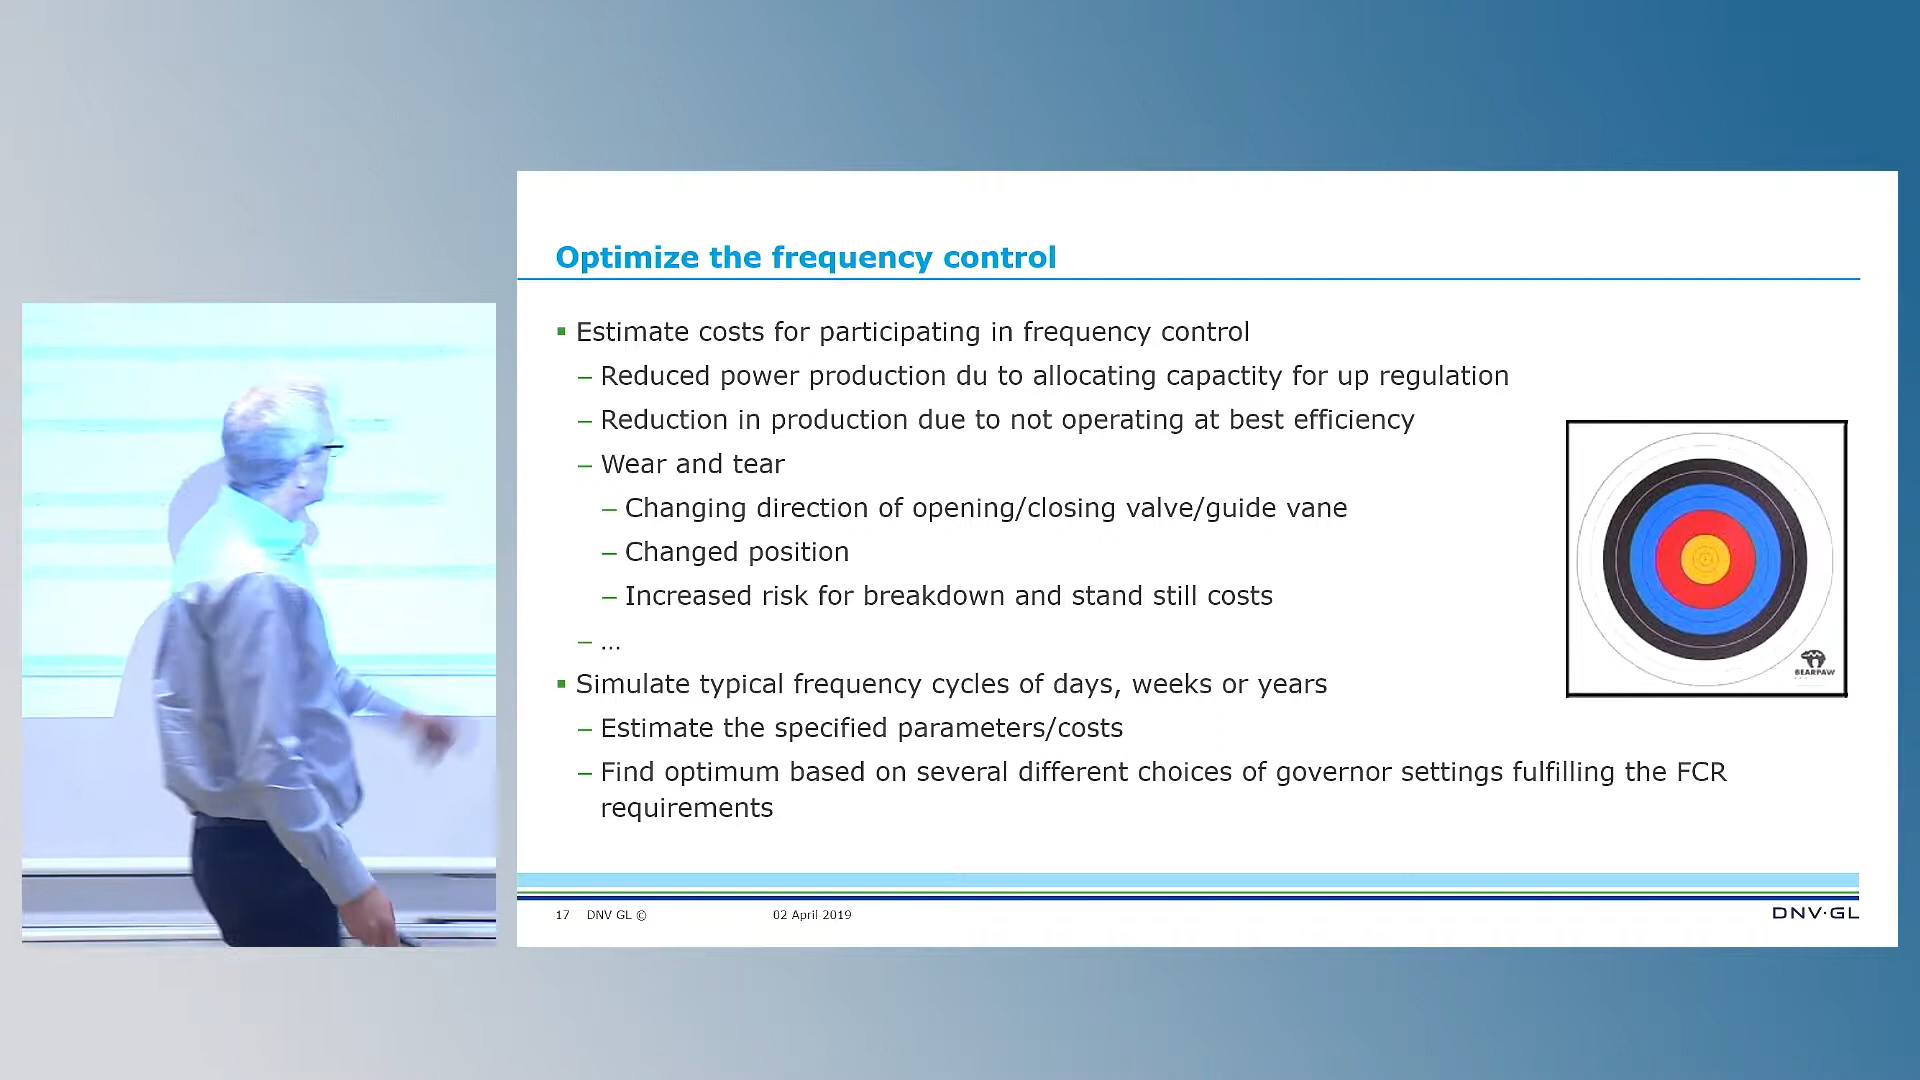 Optimize the frequency control
Estimate costs for participating in frequency control
– Reduced power production du to allocating capactity for up regulation
– Reduction in production due to not operating at best efficiency
– Wear and tear
– Changing direction of opening/closing valve/guide vane
– Changed position
– Increased risk for breakdown and stand still costs
– ...
Simulate typical frequency cycles of days, weeks or years
– Estimate the specified parameters/costs
– Find optimum based on several different choices of governor settings fulfilling the FCR
requirements
BEARPAW
17 DNV GL © 02 April 2019
DNV·GL